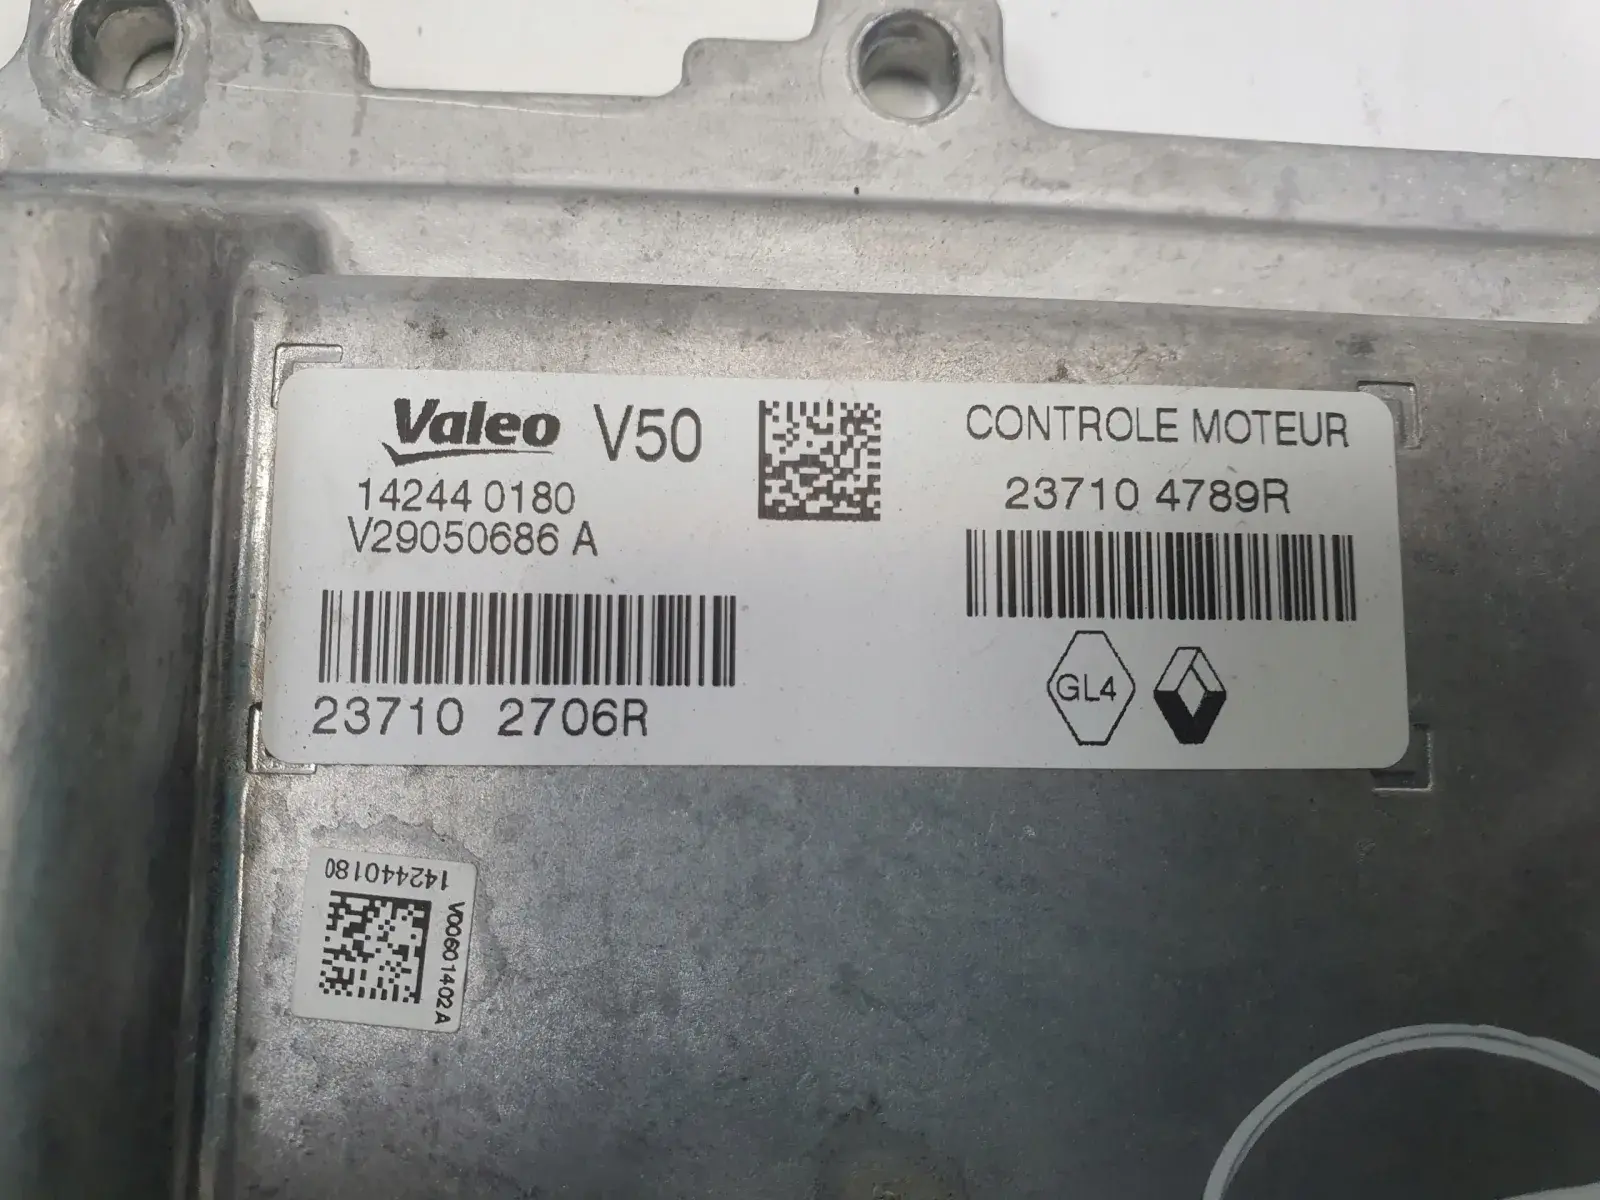 Valeo V50
14244 0180
V29050686 A
23710 2706R
CONTROLE MOTEUR
23710 4789R
GL4
142440180
V00601402A